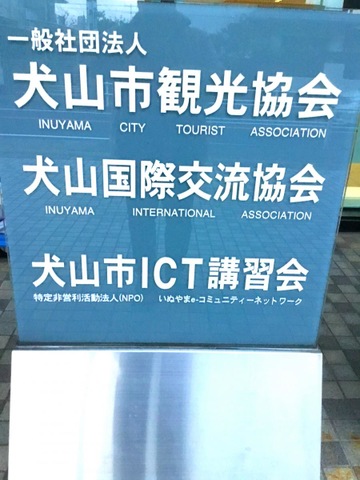 一般社団法人
犬山市観光協会
INUYAMA CITY TOURIST ASSOCIATION
犬山国際交流協会
INUYAMA INTERNATIONAL ASSOCIATION
犬山市ICT講習会
特定非営利活動法人(NPO) いぬやまe-コミュニティーネットワーク